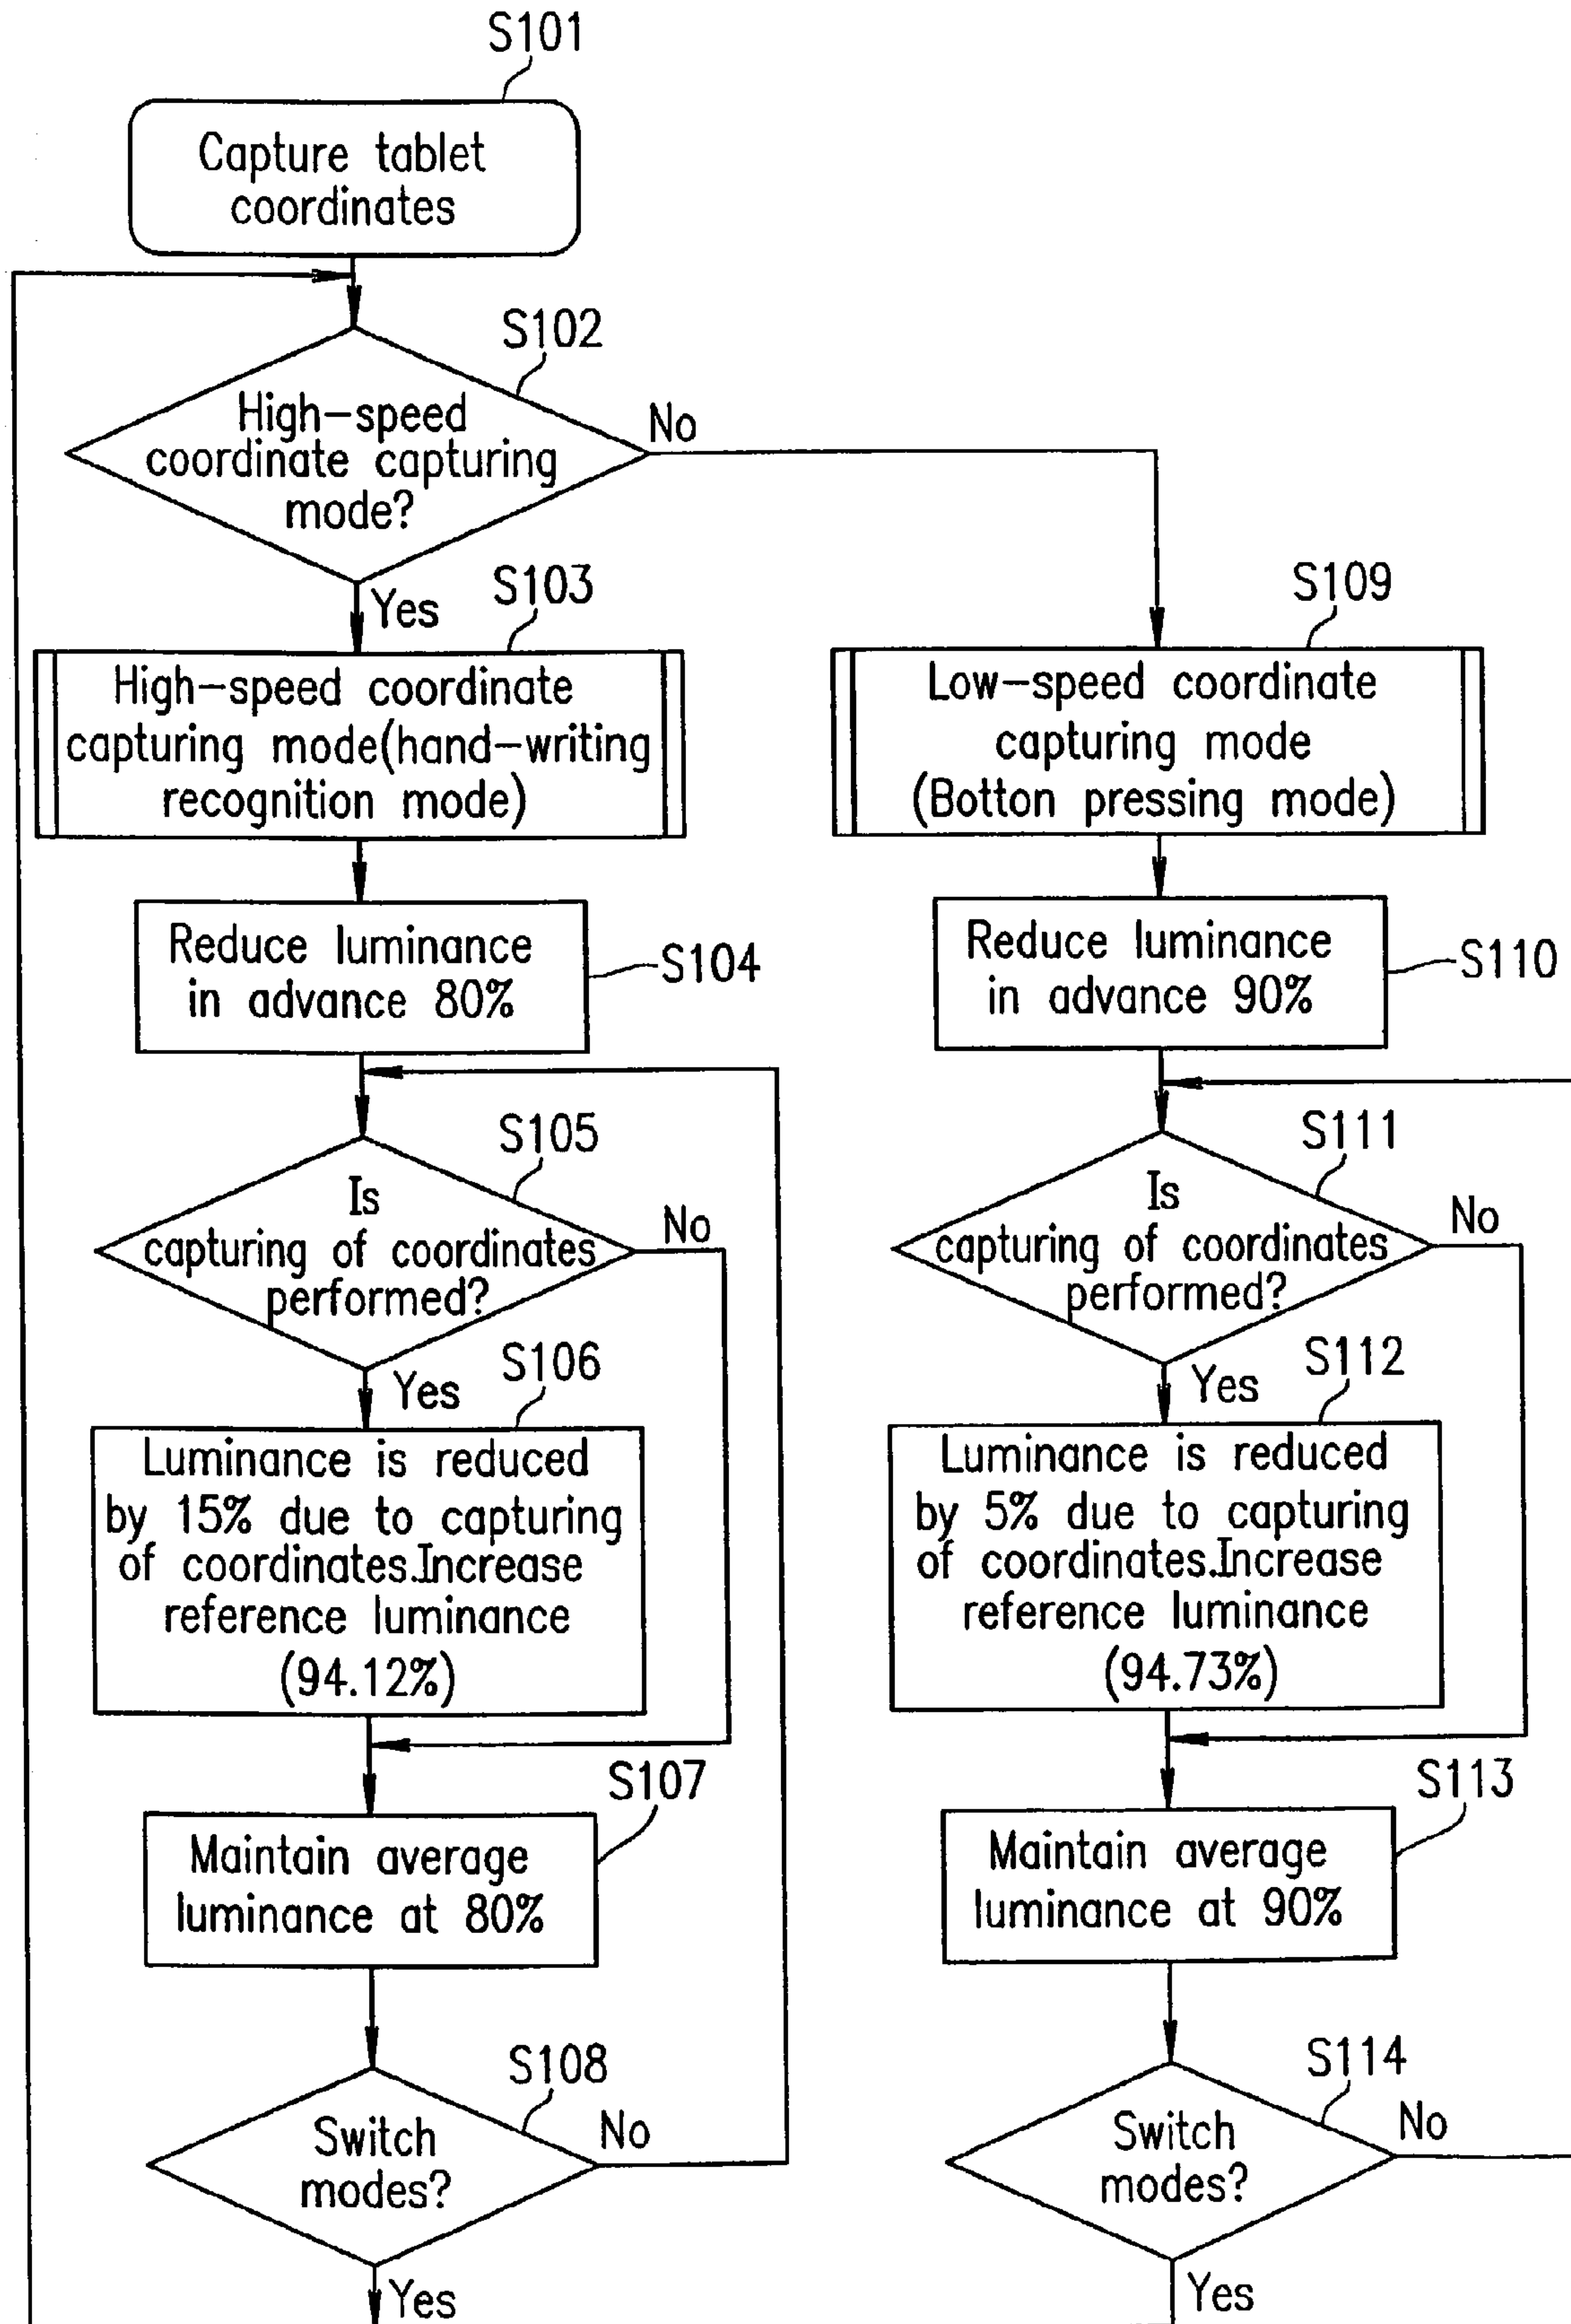 S101
Capture tablet
coordinates
S102
High-speed
coordinate capturing
mode?
No
Yes
S103
High-speed coordinate
capturing mode(hand-writing
recognition mode)
S109
Low-speed coordinate
capturing mode
(Botton pressing mode)
Reduce luminance
in advance 80%
S104
Reduce luminance
in advance 90%
S110
S105
Is
capturing of coordinates
performed?
No
Yes
S111
Is
capturing of coordinates
performed?
No
Yes
S106
Luminance is reduced
by 15% due to capturing
of coordinates.Increase
reference luminance
(94.12%)
S112
Luminance is reduced
by 5% due to capturing
of coordinates.Increase
reference luminance
(94.73%)
S107
Maintain average
luminance at 80%
S113
Maintain average
luminance at 90%
S108
Switch
modes?
No
Yes
S114
Switch
modes?
No
Yes